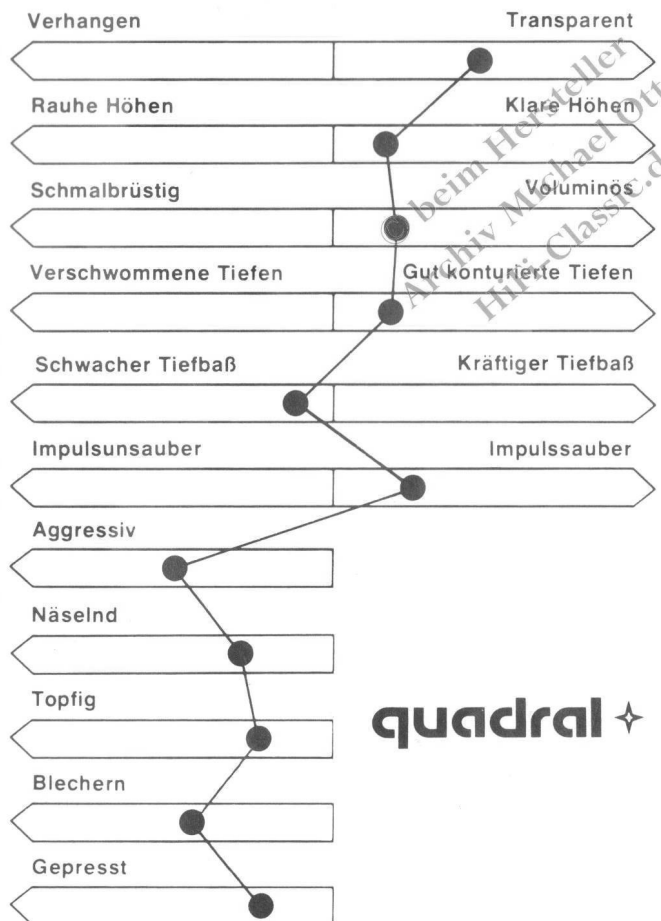 Verhangen Transparent
Rauhe Höhen Klare Höhen
Schmalbrüstig Voluminös
Verschwommene Tiefen Gut konturierte Tiefen
Schwacher Tiefbaß Kräftiger Tiefbaß
Impulsunsauber Impulssauber
Aggressiv
Näselnd
Topfig
Blechern
Gepresst
quadral
beim Hersteller
Archiv Michael Ott
HiFi-Classic.d